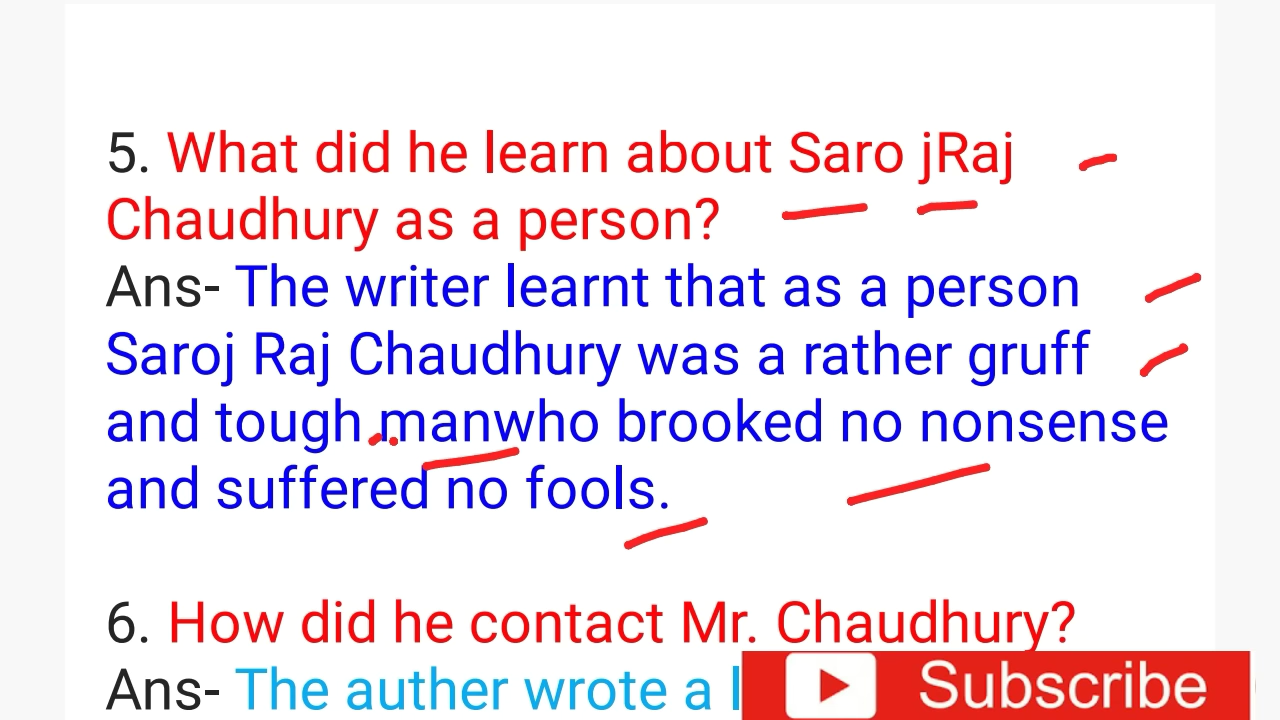 5. What did he learn about Saro jRaj
Chaudhury as a person?
Ans- The writer learnt that as a person
Saroj Raj Chaudhury was a rather gruff
and tough manwho brooked no nonsense
and suffered no fools.
6. How did he contact Mr. Chaudhury?
Ans- The auther wrote a
Subscribe